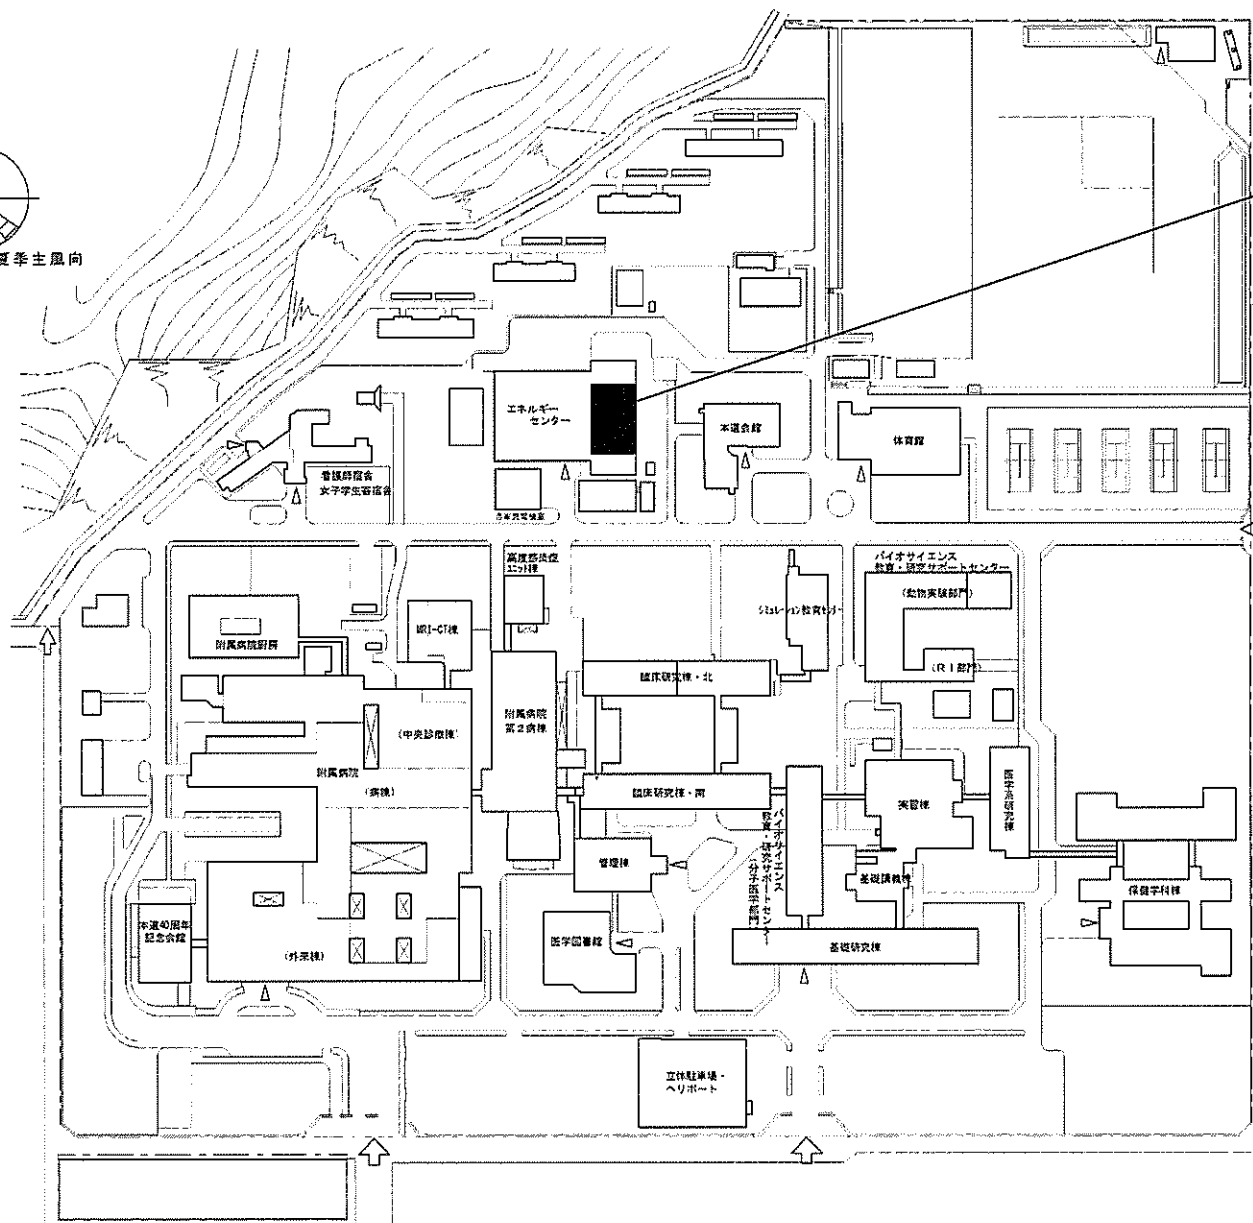 夏季主風向
エネルギー
センター
本道会館
体育館
看護師宿舎
女子学生寄宿舎
自家発電機室
高度感染症
ユニット棟
バイオサイエンス
教育・研究サポートセンター
(動物実験部門)
シミュレーション教育センター
MRI-CT棟
附属病院厨房
(RI部門)
臨床研究棟・北
附属病院
第2病棟
(中央診療棟)
附属病院
(病棟)
臨床研究棟・南
実習棟
医学系研究棟
バイオサイエンス
教育・研究サポートセンター
(分子医学部門)
管理棟
基礎講義棟
保健学科棟
本道40周年
記念会館
医学図書館
基礎研究棟
(外来棟)
立体駐車場・
ヘリポート